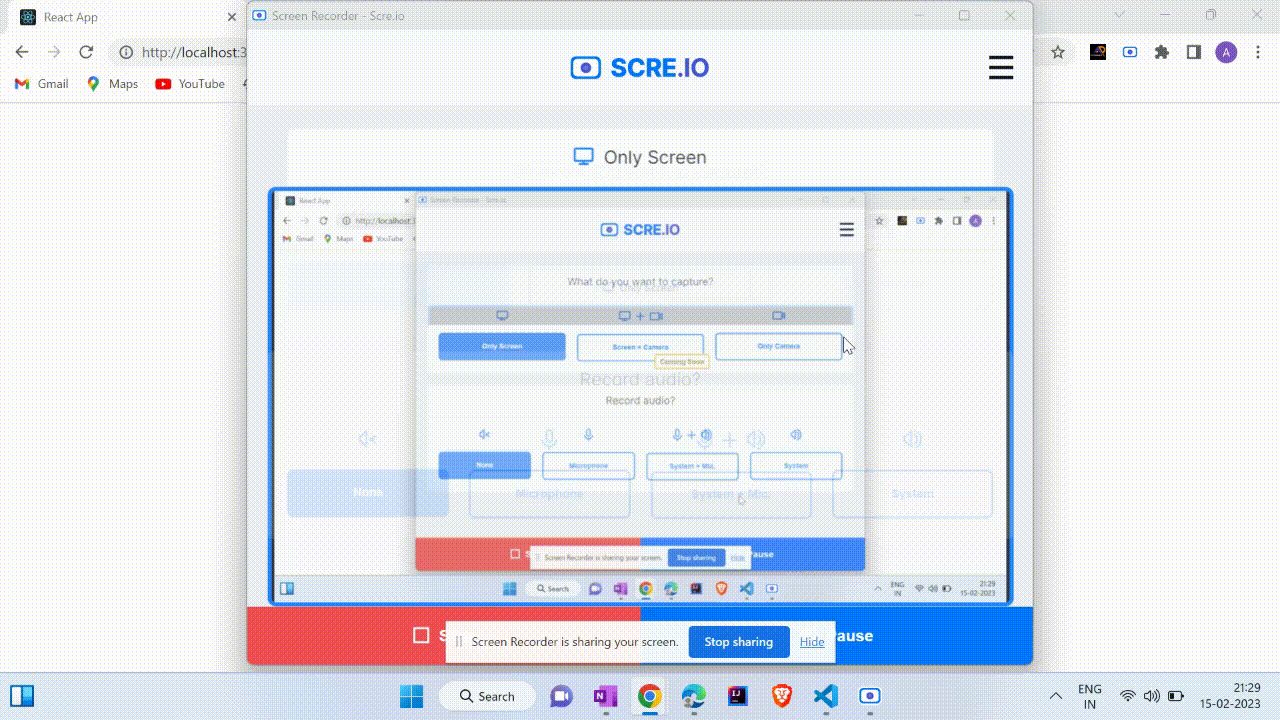 React App
Screen Recorder - Scre.io
http://localhost:3
A
Gmail
Maps
YouTube
SCRE.IO
Only Screen
React App
Screen Recorder - Scre.io
http://localhost:
A
Gmail
Maps
YouTube
SCRE.IO
What do you want to capture?
Only Screen
Screen + Camera
Only Camera
Coming Soon
Record audio?
Record audio?
None
Microphone
System + Mic.
System
None
Microphone
System + Mic.
System
Screen Recorder is sharing your screen.
Stop sharing
Hide
ause
Search
ENG
IN
21:29
15-02-2023
S
Screen Recorder is sharing your screen.
Stop sharing
Hide
ause
Search
ENG
IN
21:29
15-02-2023